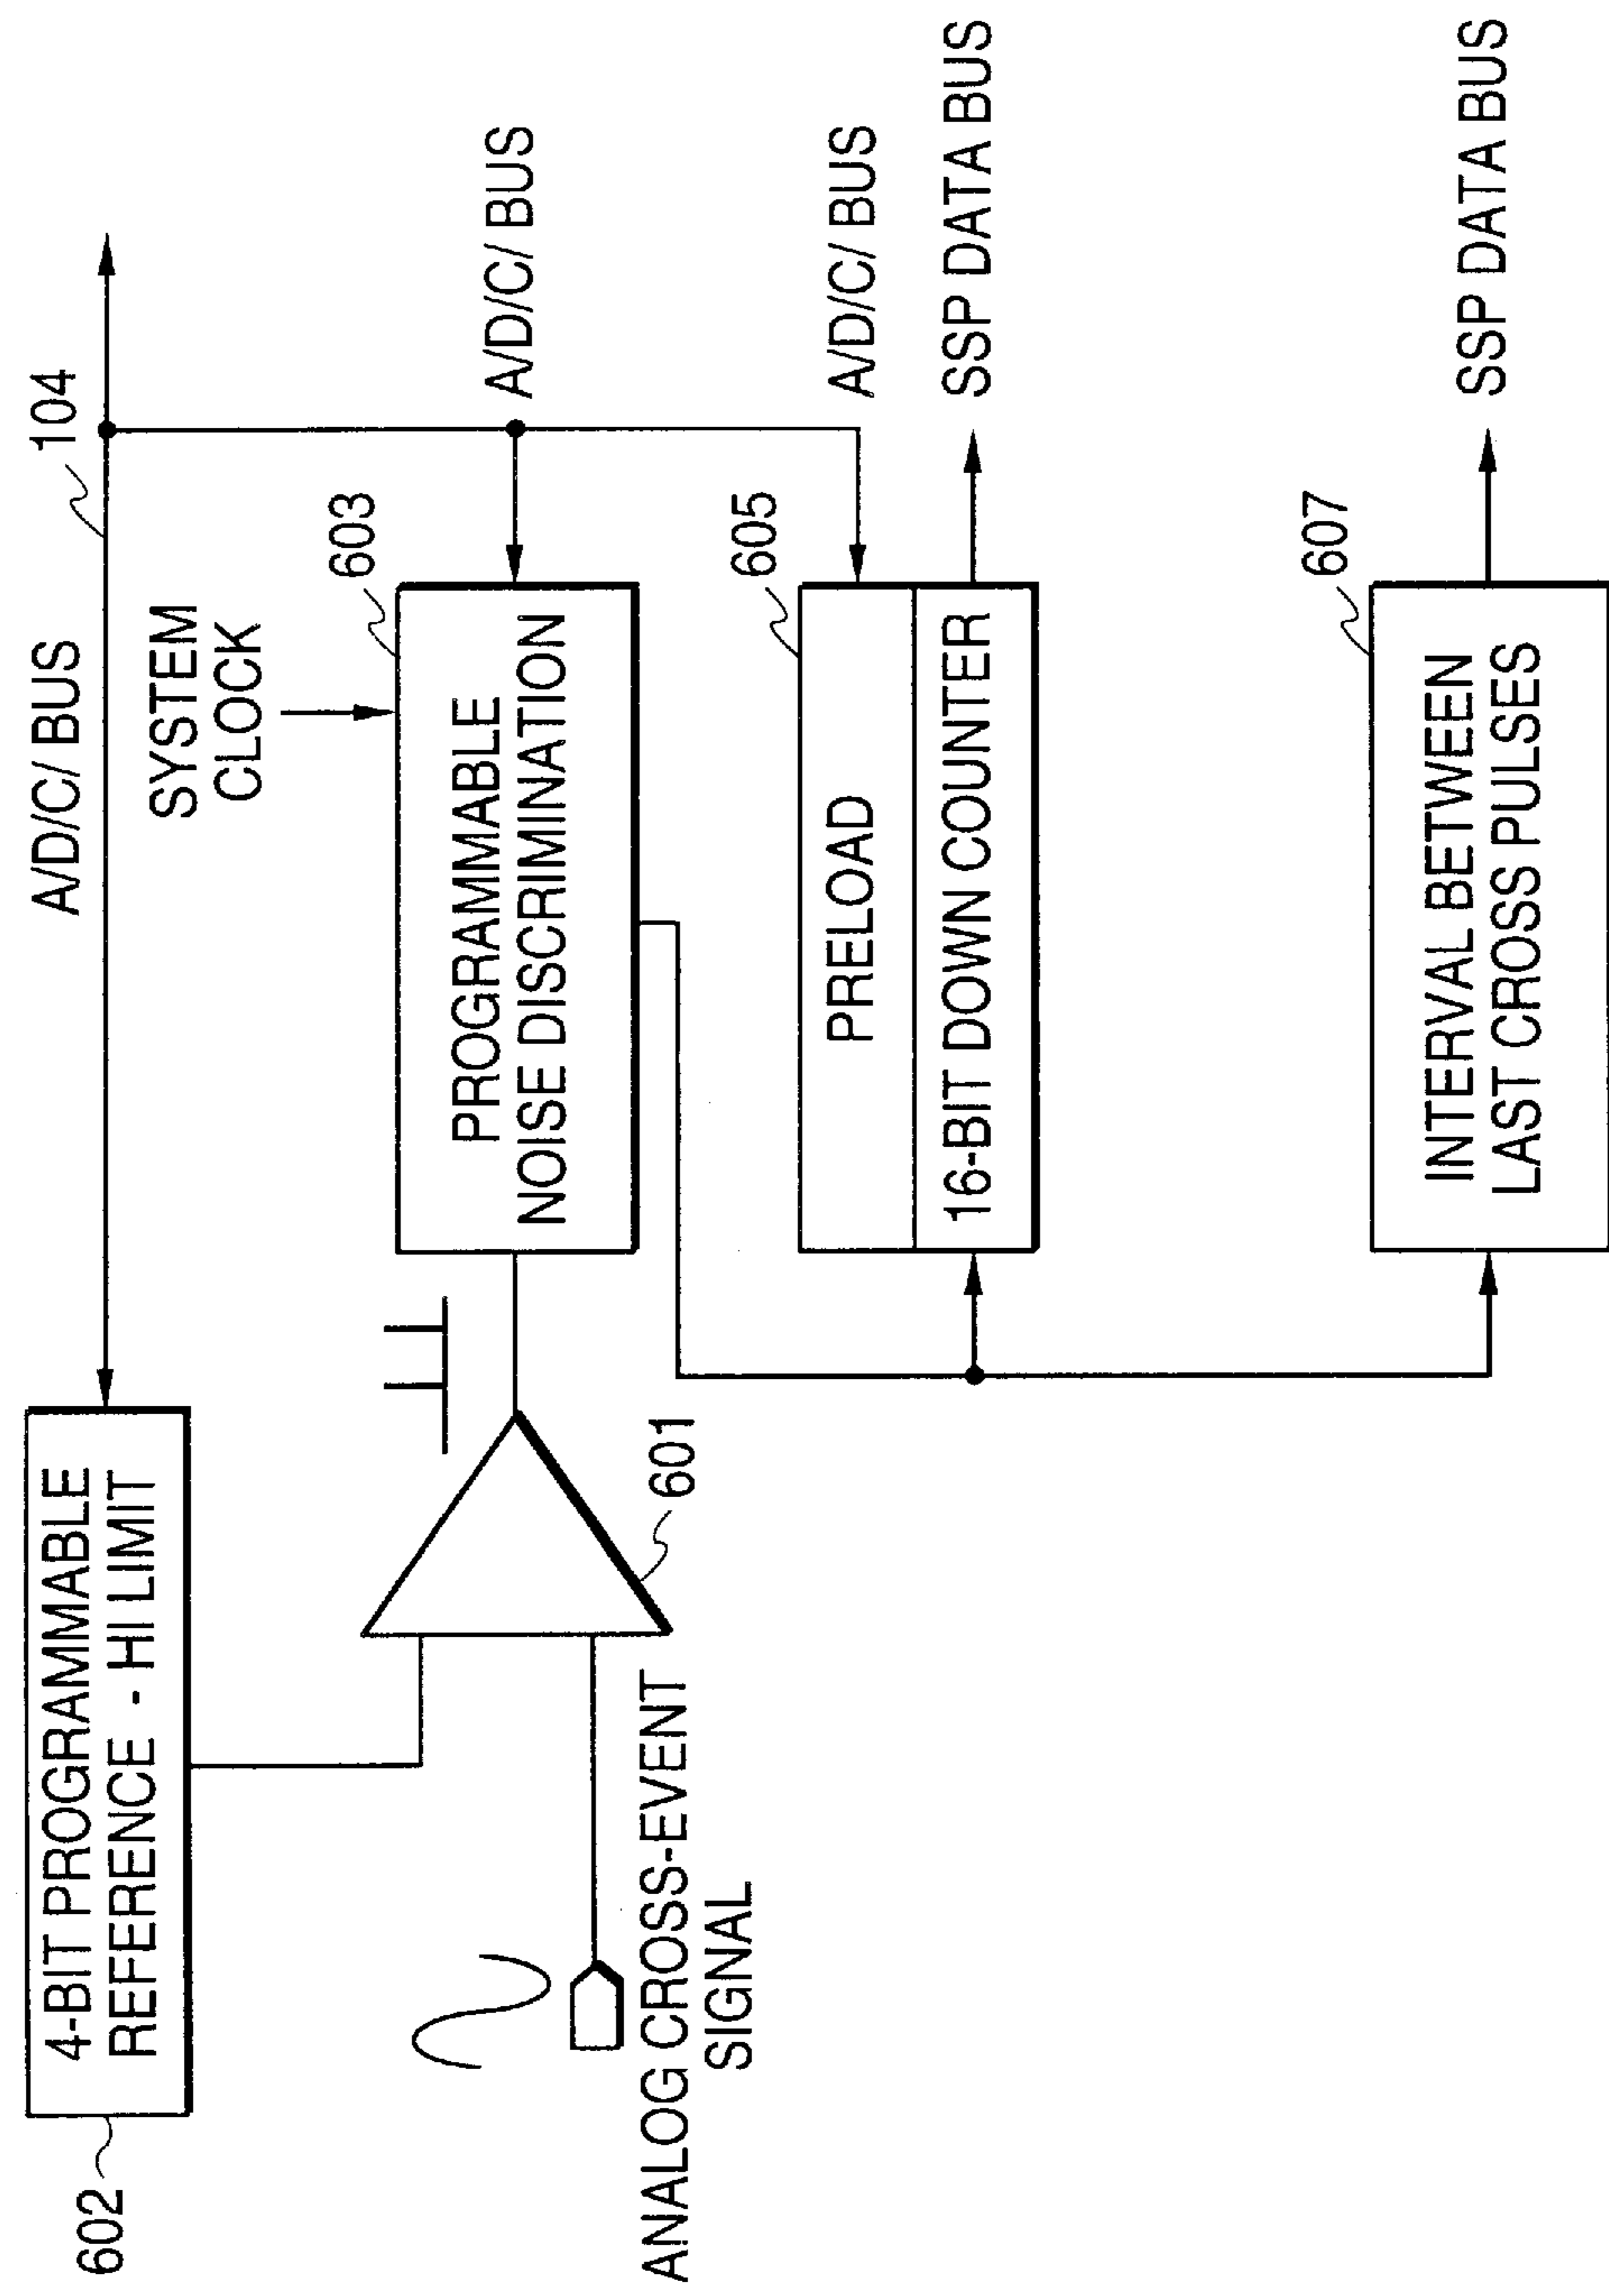 602
4-BIT PROGRAMMABLE
REFERENCE - HI LIMIT
A/D/C/ BUS
104
SYSTEM
CLOCK
603
PROGRAMMABLE
NOISE DISCRIMINATION
A/D/C/ BUS
601
ANALOG CROSS-EVENT
SIGNAL
605
PRELOAD
16-BIT DOWN COUNTER
A/D/C/ BUS
SSP DATA BUS
607
INTERVAL BETWEEN
LAST CROSS PULSES
SSP DATA BUS